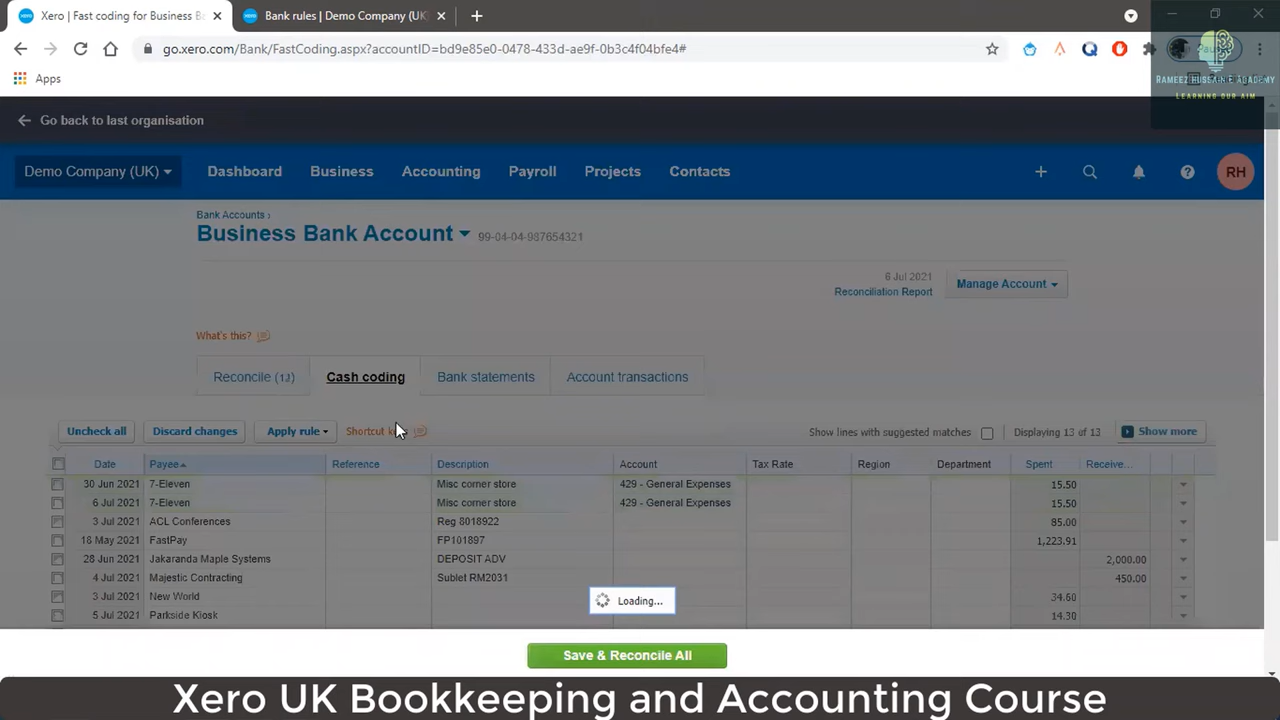 Xero | Fast coding for Business B
Bank rules | Demo Company (UK)
go.xero.com/Bank/FastCoding.aspx?accountID=bd9e85e0-0478-433d-ae9f-0b3c4f04bfe4#
Apps
RAMEEZ HUSSAIN E ACADEMY
LEARNING OUR AIM
Go back to last organisation
Demo Company (UK) Dashboard Business Accounting Payroll Projects Contacts RH
Bank Accounts ›
Business Bank Account 99-04-04-987654321
6 Jul 2021
Reconciliation Report
Manage Account
What's this?
Reconcile (13) Cash coding Bank statements Account transactions
Uncheck all Discard changes Apply rule Shortcut Show lines with suggested matches Displaying 13 of 13 Show more
Date Payee Reference Description Account Tax Rate Region Department Spent Receive...
30 Jun 2021 7-Eleven Misc corner store 429 - General Expenses 15.50
6 Jul 2021 7-Eleven Misc corner store 429 - General Expenses 15.50
3 Jul 2021 ACL Conferences Reg 8018922 85.00
18 May 2021 FastPay FP101897 1,223.91
28 Jun 2021 Jakaranda Maple Systems DEPOSIT ADV 2,000.00
4 Jul 2021 Majestic Contracting Sublet RM2031 450.00
3 Jul 2021 New World 34.60
5 Jul 2021 Parkside Kiosk 14.30
Loading...
Save & Reconcile All
Xero UK Bookkeeping and Accounting Course